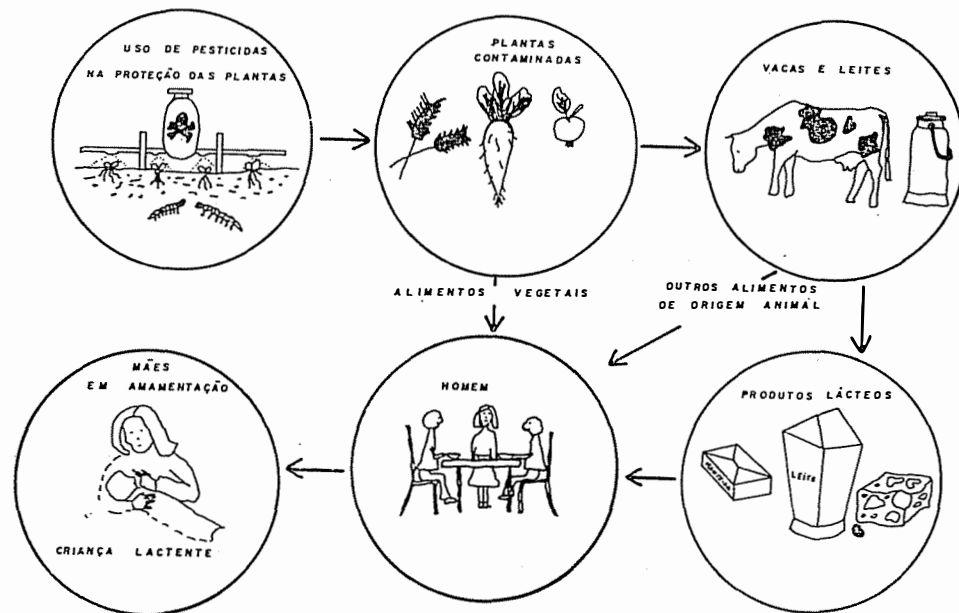 USO DE PESTICIDAS
NA PROTEÇÃO DAS PLANTAS
PLANTAS
CONTAMINADAS
VACAS E LEITES
ALIMENTOS VEGETAIS
OUTROS ALIMENTOS
DE ORIGEM ANIMAL
MÃES
EM AMAMENTAÇÃO
CRIANÇA LACTENTE
HOMEM
PRODUTOS LÁCTEOS
MANTEIGA
LEITE